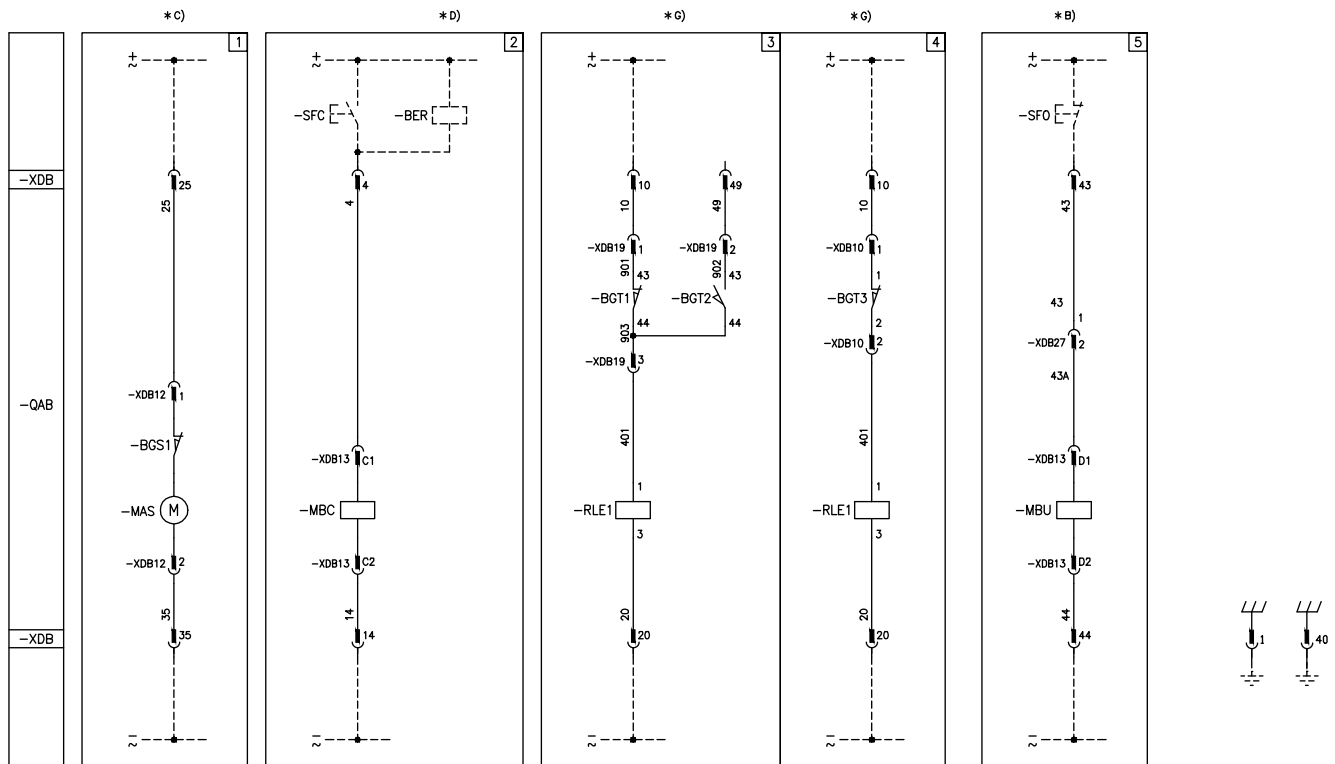 *C)
*D)
*G)
*G)
*B)
1
2
3
4
5
+
~
+
~
+
~
+
~
+
~
-SFC
-BER
-SFO
-XDB
25
4
10
49
10
43
25
4
10
49
10
43
-XDB19
1
-XDB19
2
-XDB10
1
901
43
902
43
1
-BGT1
-BGT2
-BGT3
43
903
44
44
2
1
-XDB19
3
-XDB10
2
-XDB27
2
43A
-QAB
-XDB12
1
-BGS1
401
401
-XDB13
C1
-XDB13
D1
1
1
-MAS
M
-MBC
-RLE1
-RLE1
-MBU
3
3
-XDB12
2
-XDB13
C2
-XDB13
D2
35
14
20
20
44
-XDB
35
14
20
20
44
1
40
−
~
−
~
−
~
−
~
−
~